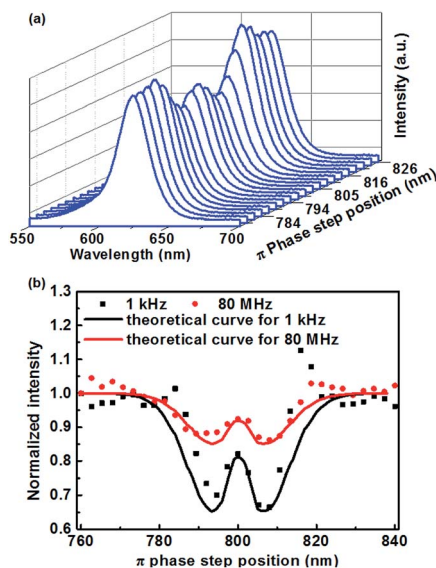 (a)
Intensity (a.u.)
826
816
805
794
784
π Phase step position (nm)
550
600
650
700
Wavelength (nm)
(b)
1.3
1.2
1.1
1.0
0.9
0.8
0.7
0.6
Normalized intensity
1 kHz 80 MHz
theoretical curve for 1 kHz
theoretical curve for 80 MHz
760 780 800 820 840
π phase step position (nm)